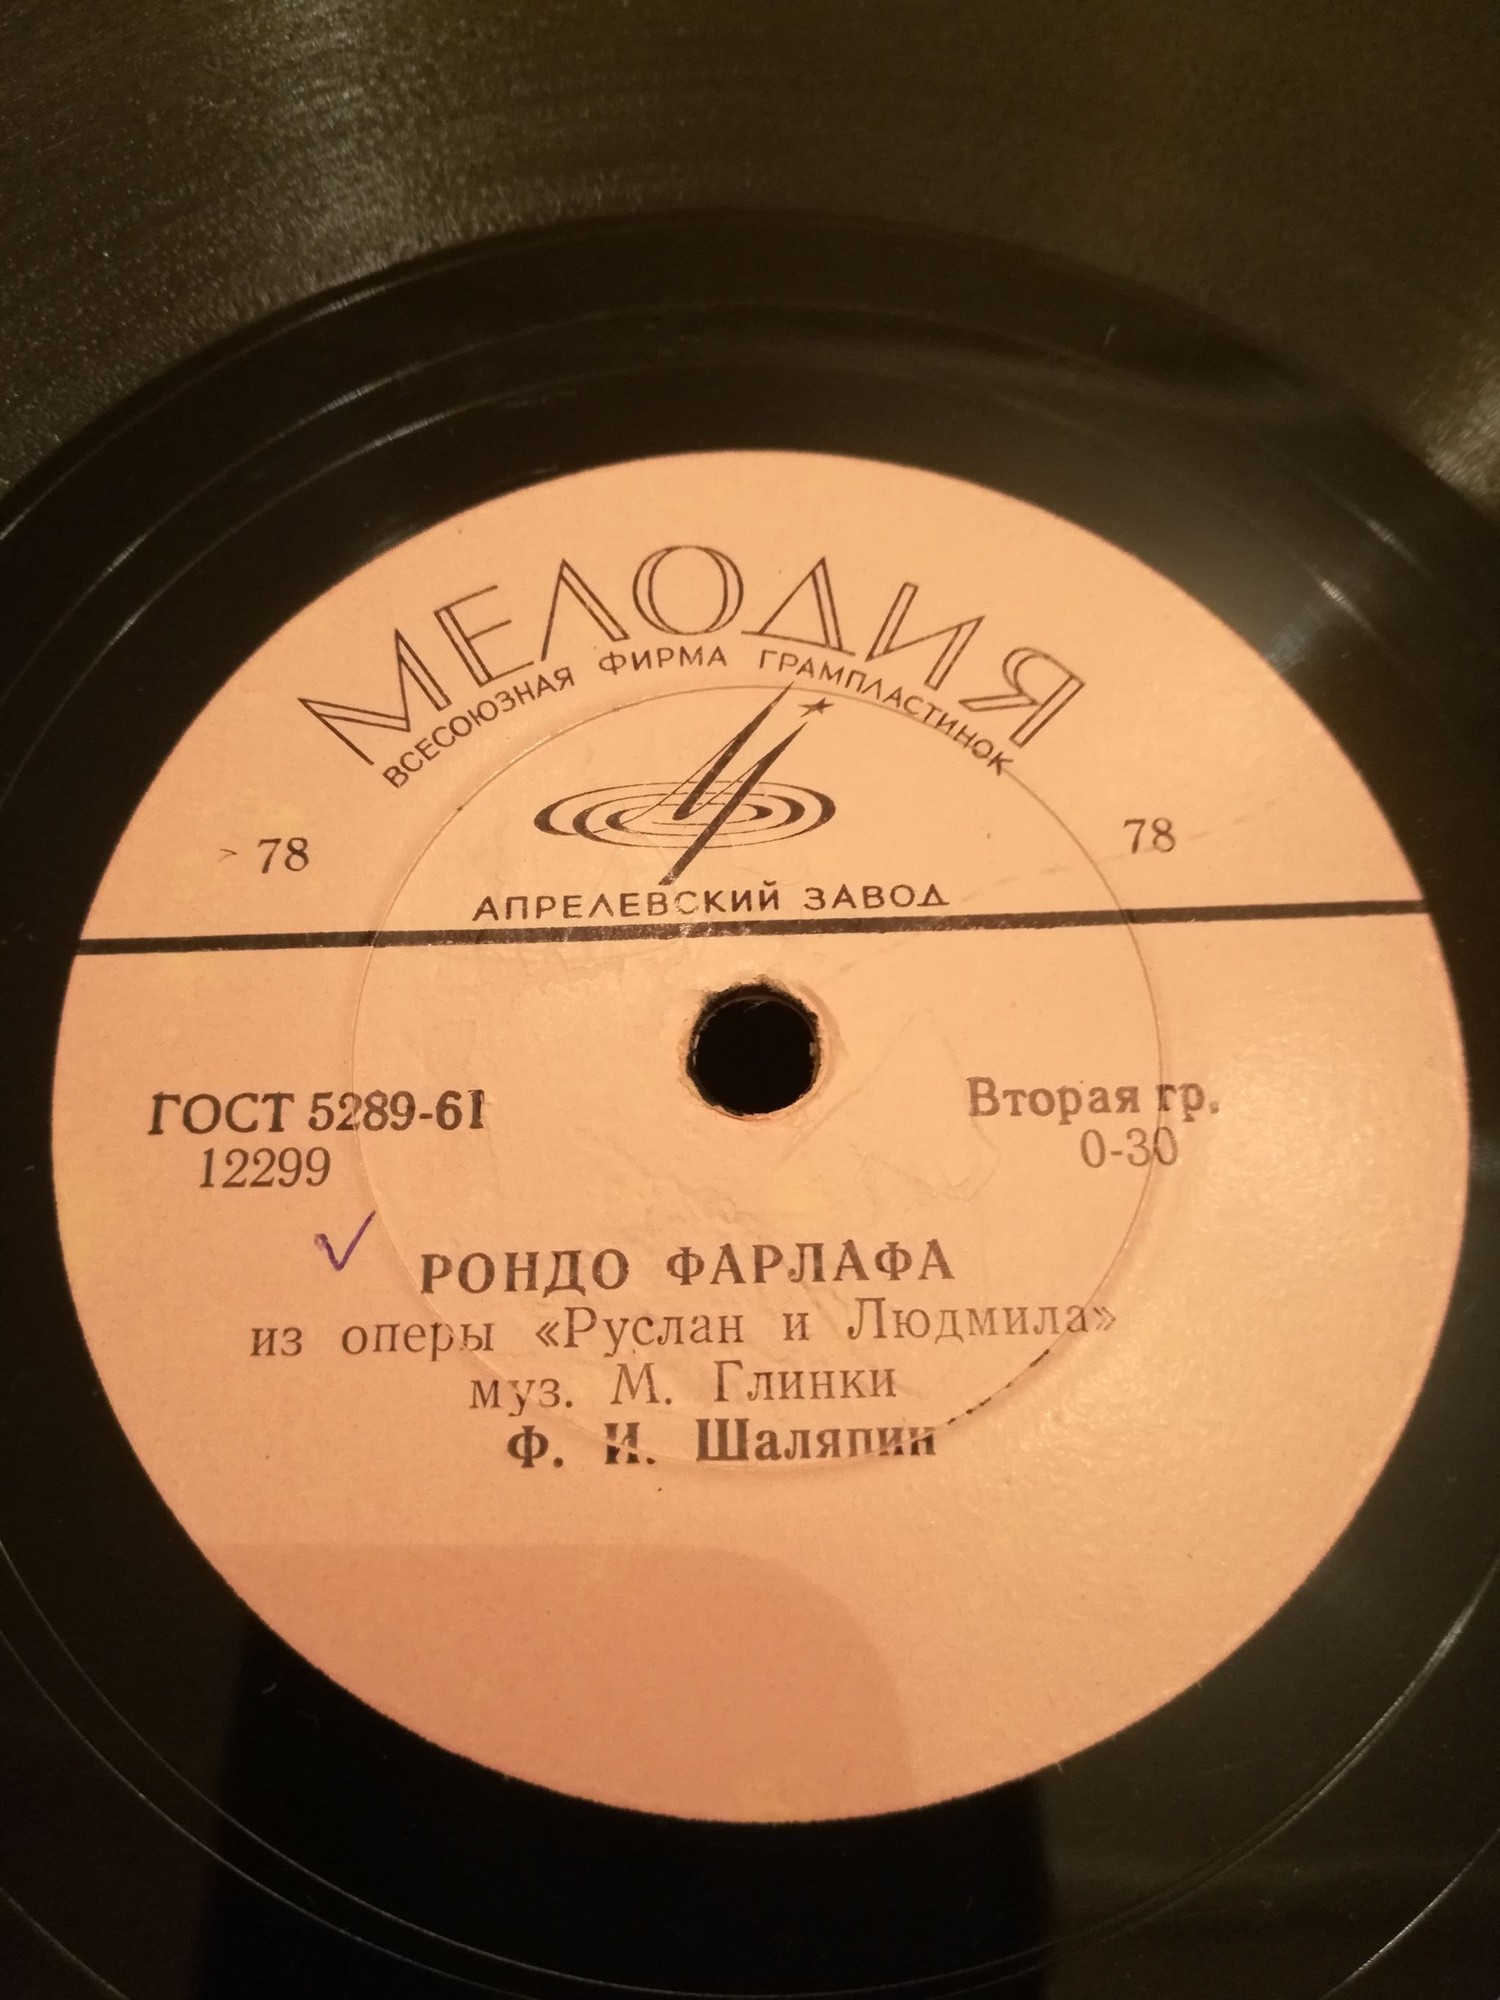 МЕЛОДИЯ
ВСЕСОЮЗНАЯ ФИРМА ГРАМПЛАСТИНОК
78 78
АПРЕЛЕВСКИЙ ЗАВОД
ГОСТ 5289-61 Вторая гр.
12299 0-30
РОНДО ФАРЛАФА
из оперы «Руслан и Людмила»
муз. М. Глинки
Ф. И. Шаляпин